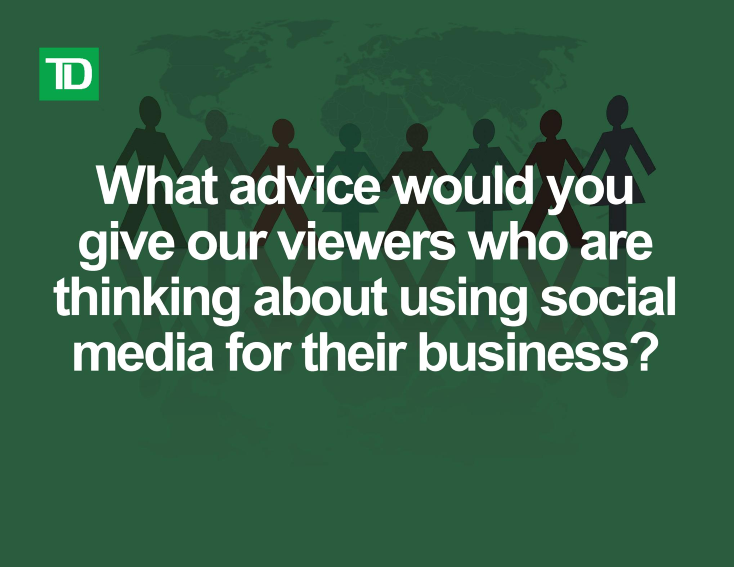 TD
What advice would you
give our viewers who are
thinking about using social
media for their business?